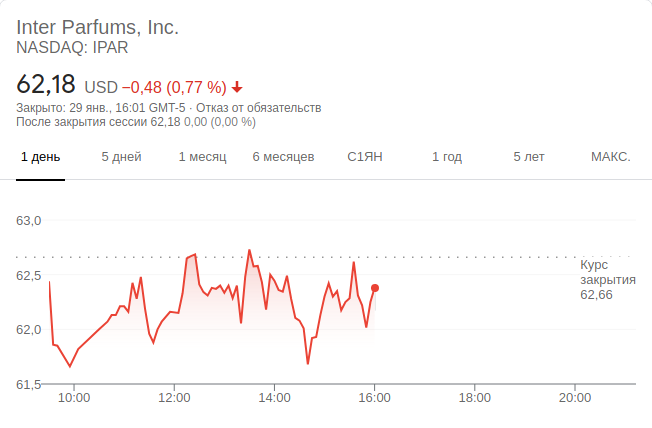 Inter Parfums, Inc.
NASDAQ: IPAR
62,18 USD −0,48 (0,77 %)
Закрыто: 29 янв., 16:01 GMT-5 · Отказ от обязательств
После закрытия сессии 62,18 0,00 (0,00 %)
1 день 5 дней 1 месяц 6 месяцев С1ЯН 1 год 5 лет МАКС.
63,0
62,5
62,0
61,5
Курс
закрытия
62,66
10:00 12:00 14:00 16:00 18:00 20:00